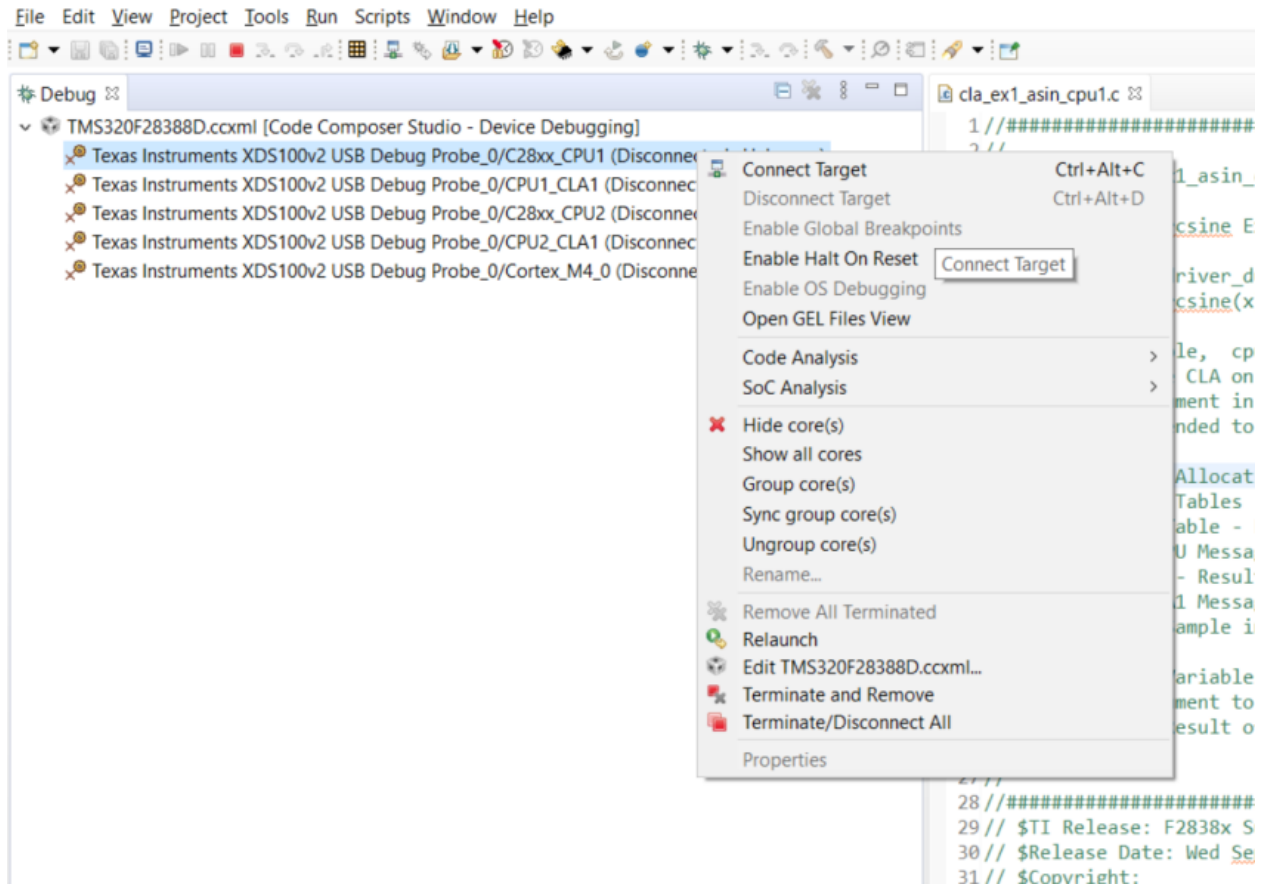 File Edit View Project Tools Run Scripts Window Help
Debug
TMS320F28388D.ccxml [Code Composer Studio - Device Debugging]
Texas Instruments XDS100v2 USB Debug Probe_0/C28xx_CPU1
Texas Instruments XDS100v2 USB Debug Probe_0/CPU1_CLA1 (Disconnec
Texas Instruments XDS100v2 USB Debug Probe_0/C28xx_CPU2 (Disconne
Texas Instruments XDS100v2 USB Debug Probe_0/CPU2_CLA1 (Disconnec
Texas Instruments XDS100v2 USB Debug Probe_0/Cortex_M4_0 (Disconne
Connect Target Ctrl+Alt+C
Disconnect Target Ctrl+Alt+D
Enable Global Breakpoints
Enable Halt On Reset
Connect Target
Enable OS Debugging
Open GEL Files View
Code Analysis
SoC Analysis
Hide core(s)
Show all cores
Group core(s)
Sync group core(s)
Ungroup core(s)
Rename...
Remove All Terminated
Relaunch
Edit TMS320F28388D.ccxml...
Terminate and Remove
Terminate/Disconnect All
Properties
cla_ex1_asin_cpu1.c
1 //#######################
2 //
1_asin_
csine E
river_d
csine(x
le, cp
CLA on
ment in
nded to
Allocat
Tables
able -
U Messa
- Resul
1 Messa
ample i
ariable
ment to
esult o
27 //
28 //#######################
29 // $TI Release: F2838x S
30 // $Release Date: Wed Se
31 // $Copyright: